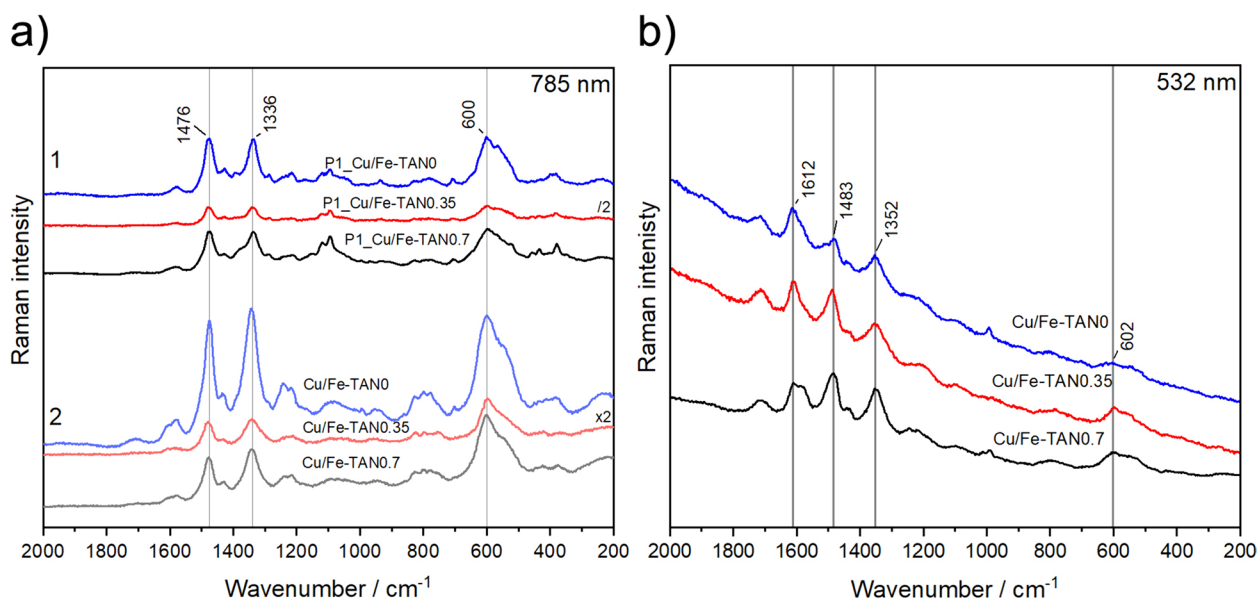 a)
785 nm
1476
1336
600
1
P1_Cu/Fe-TAN0
P1_Cu/Fe-TAN0.35
/2
P1_Cu/Fe-TAN0.7
2
Cu/Fe-TAN0
Cu/Fe-TAN0.35
x2
Cu/Fe-TAN0.7
Raman intensity
2000 1800 1600 1400 1200 1000 800 600 400 200
Wavenumber / cm-1
b)
532 nm
1612
1483
1352
602
Cu/Fe-TAN0
Cu/Fe-TAN0.35
Cu/Fe-TAN0.7
Raman intenisty
2000 1800 1600 1400 1200 1000 800 600 400 200
Wavenumber / cm-1